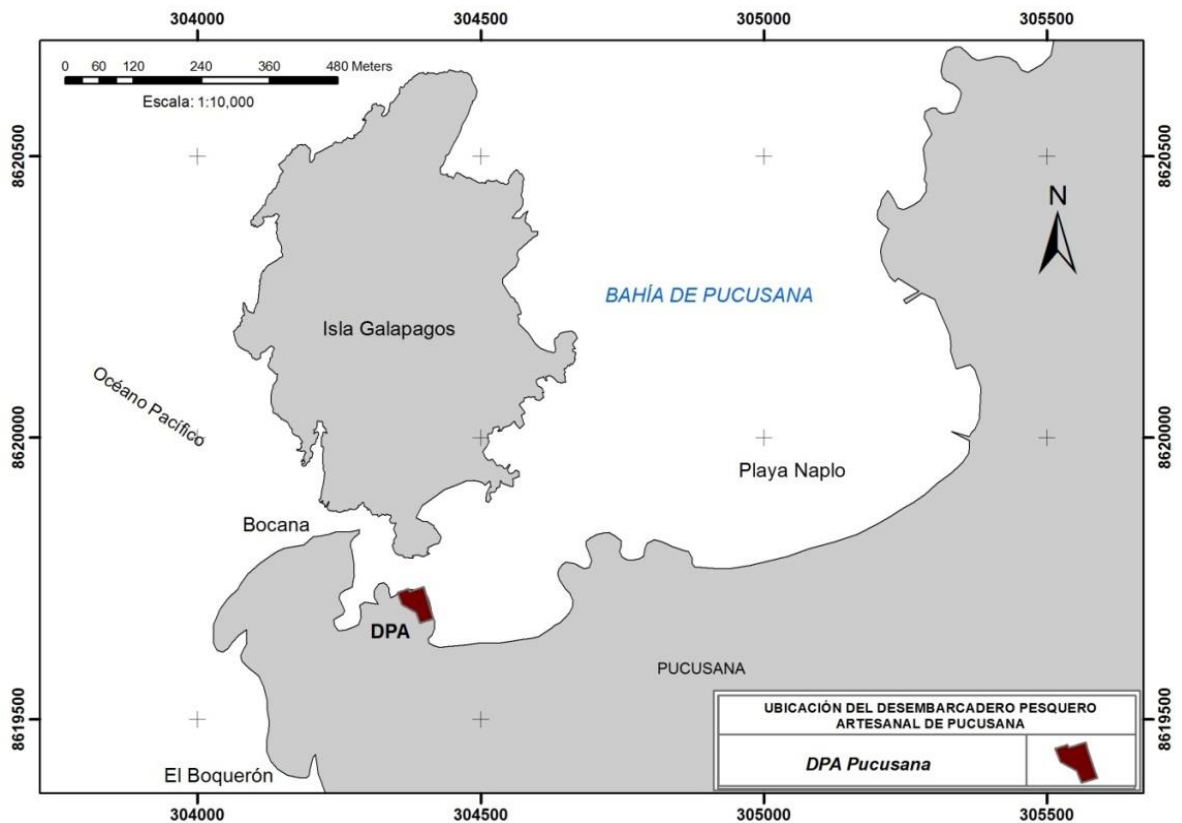 304000 304500 305000 305500
0 60 120 240 360 480 Meters
Escala: 1:10,000
8620500 8620500
N
BAHÍA DE PUCUSANA
Isla Galapagos
Océano Pacífico
8620000 8620000
Playa Naplo
Bocana
DPA
PUCUSANA
8619500 8619500
UBICACIÓN DEL DESEMBARCADERO PESQUERO
ARTESANAL DE PUCUSANA
DPA Pucusana
El Boquerón
304000 304500 305000 305500